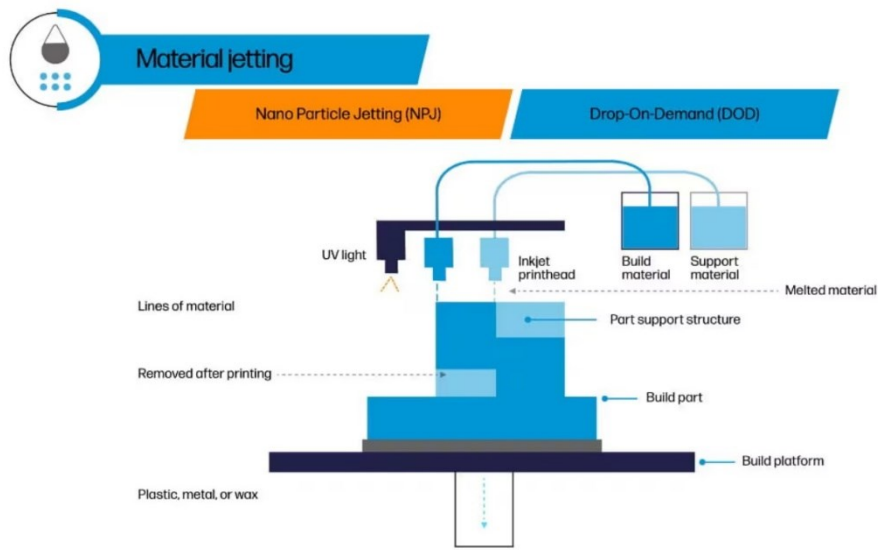 Material jetting
Nano Particle Jetting (NPJ)
Drop-On-Demand (DOD)
UV light
Inkjet
printhead
Build
material
Support
material
Melted material
Lines of material
Part support structure
Removed after printing
Build part
Build platform
Plastic, metal, or wax